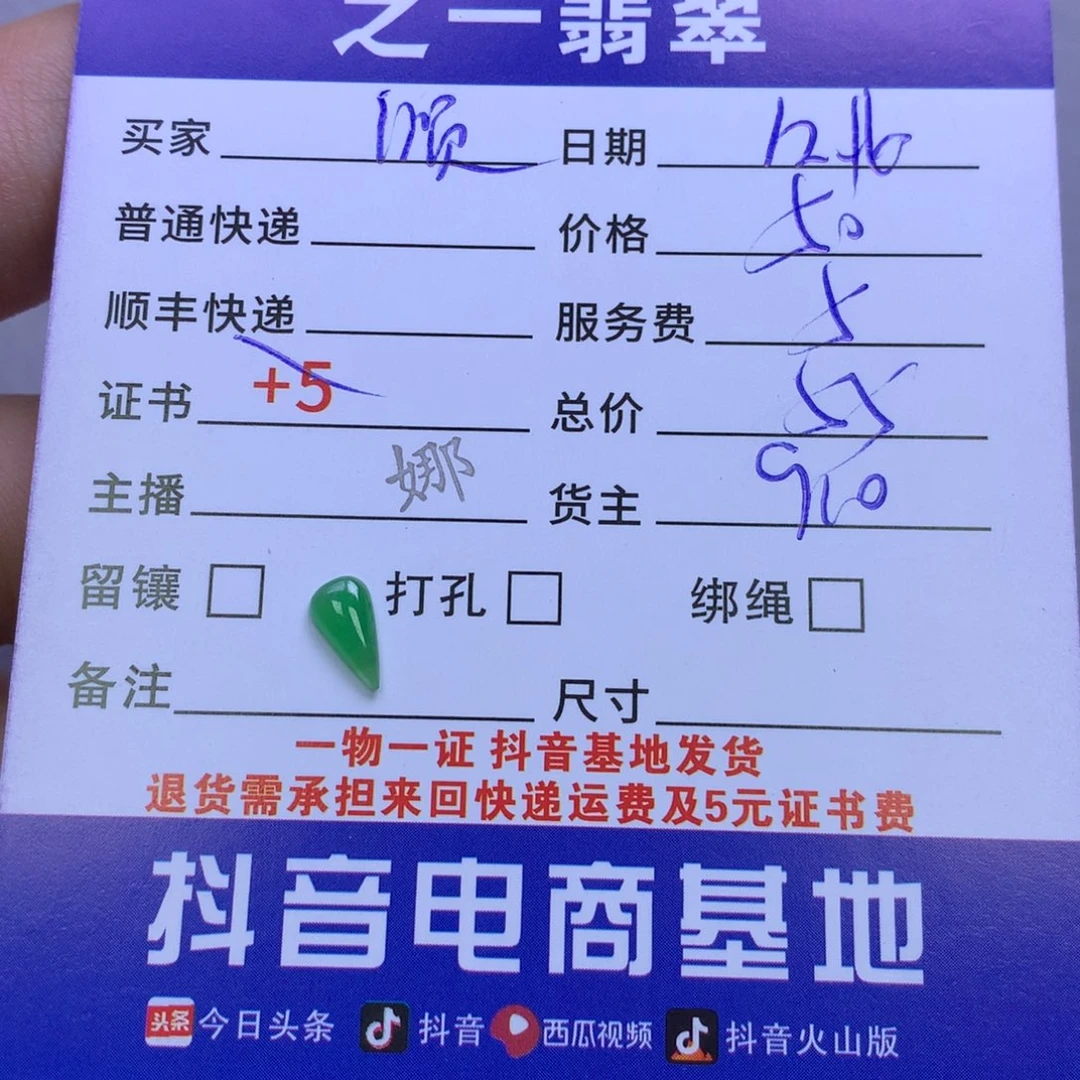 之一翡翠
买家 顺 日期 12.16
普通快递 价格 50
顺丰快递 服务费 5
证书 +5 总价 55
主播 娜 货主 910
留镶 打孔 绑绳
备注 尺寸
一物一证 抖音基地发货
退货需承担来回快递运费及5元证书费
抖音电商基地
头条 今日头条 抖音 西瓜视频 抖音火山版